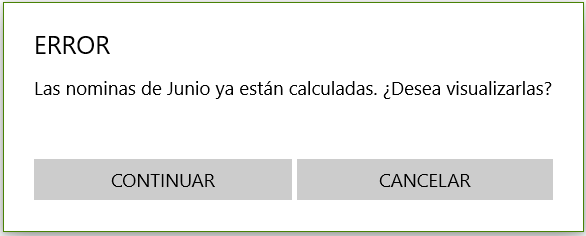 ERROR
Las nominas de Junio ya están calculadas. ¿Desea visualizarlas?
CONTINUAR
CANCELAR